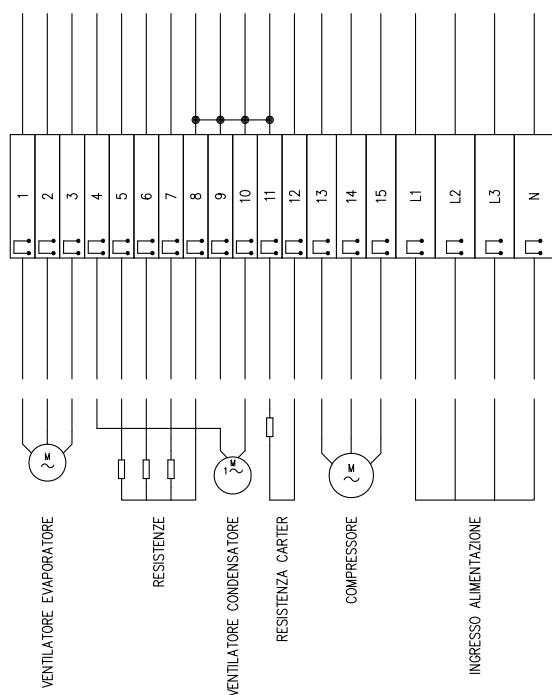 1
2
3
4
5
6
7
8
9
10
11
12
13
14
15
L1
L2
L3
N
M
M
1
M
VENTILATORE EVAPORATORE
RESISTENZE
VENTILATORE CONDENSATORE
RESISTENZA CARTER
COMPRESSORE
INGRESSO ALIMENTAZIONE